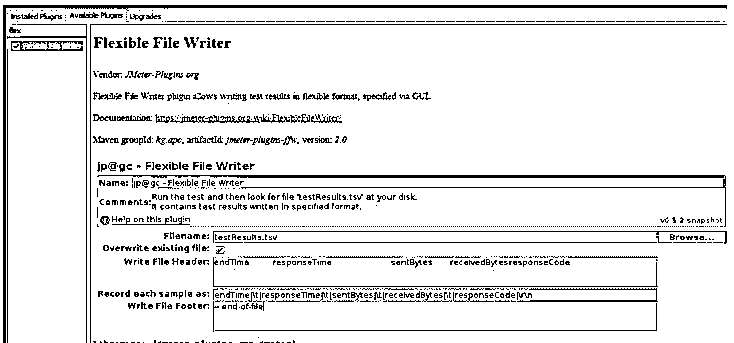 Installed Plugins Available Plugins Upgrades
flex
Flexible File Writer
Flexible File Writer
Vendor: JMeter-Plugins.org
Flexible File Writer plugin allows writing test results in flexible format, specified via GUI.
Documentation: https://jmeter-plugins.org/wiki/FlexibleFileWriter/
Maven groupId: kg.apc, artifactId: jmeter-plugins-ffw, version: 2.0
jp@gc - Flexible File Writer
Name: jp@gc - Flexible File Writer
Comments: Run the test and then look for file 'testResults.tsv' at your disk.
It contains test results written in specified format.
Help on this plugin v0.5.2 snapshot
Filename: testResults.tsv Browse...
Overwrite existing file:
Write File Header: endTime responseTime sentBytes receivedBytesresponseCode
Record each sample as: endTime|\t|responseTime|\t|sentBytes|\t|receivedBytes|\t|responseCode|\r\n
Write File Footer: -- end-of-file